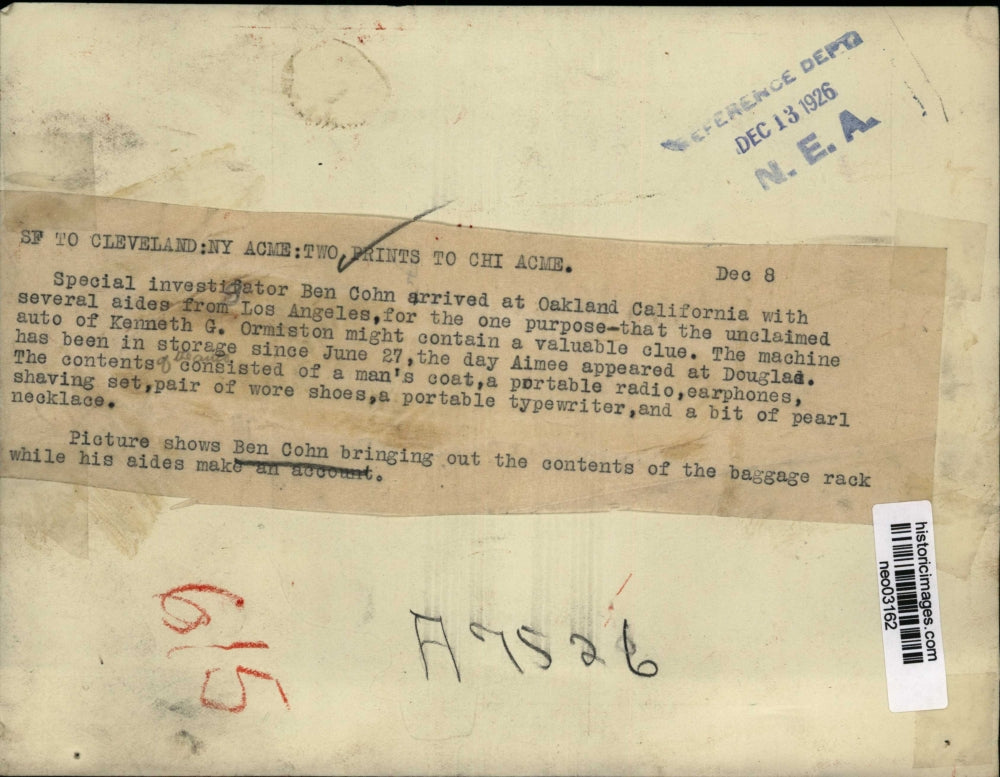 REFERENCE DEPT
DEC 13 1926
N. E. A.
SF TO CLEVELAND:NY ACME:TWO PRINTS TO CHI ACME.
Dec 8
Special investigator Ben Cohn arrived at Oakland California with
several aides from Los Angeles,for the one purpose-that the unclaimed
auto of Kenneth G. Ormiston might contain a valuable clue. The machine
has been in storage since June 27,the day Aimee appeared at Douglad.
The contents of the auto consisted of a man's coat,a portable radio,earphones,
shaving set,pair of wore shoes,a portable typewriter,and a bit of pearl
necklace.
Picture shows Ben Cohn bringing out the contents of the baggage rack
while his aides make an account.
historicimages.com
neo03162
615
A7526